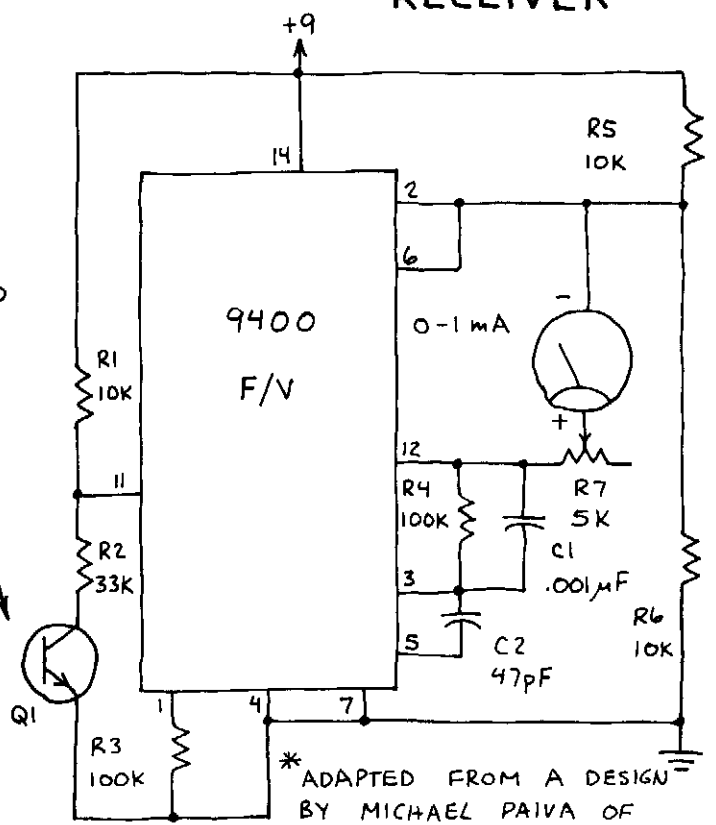 RECEIVER
+9
14
R5
10K
2
6
9400
F/V
0-1mA
-
+
R1
10K
11
12
R4
100K
R7
5K
C1
.001µF
R2
33K
3
5
C2
47pF
R6
10K
Q1
1
4
7
R3
100K
*ADAPTED FROM A DESIGN
BY MICHAEL PAIVA OF